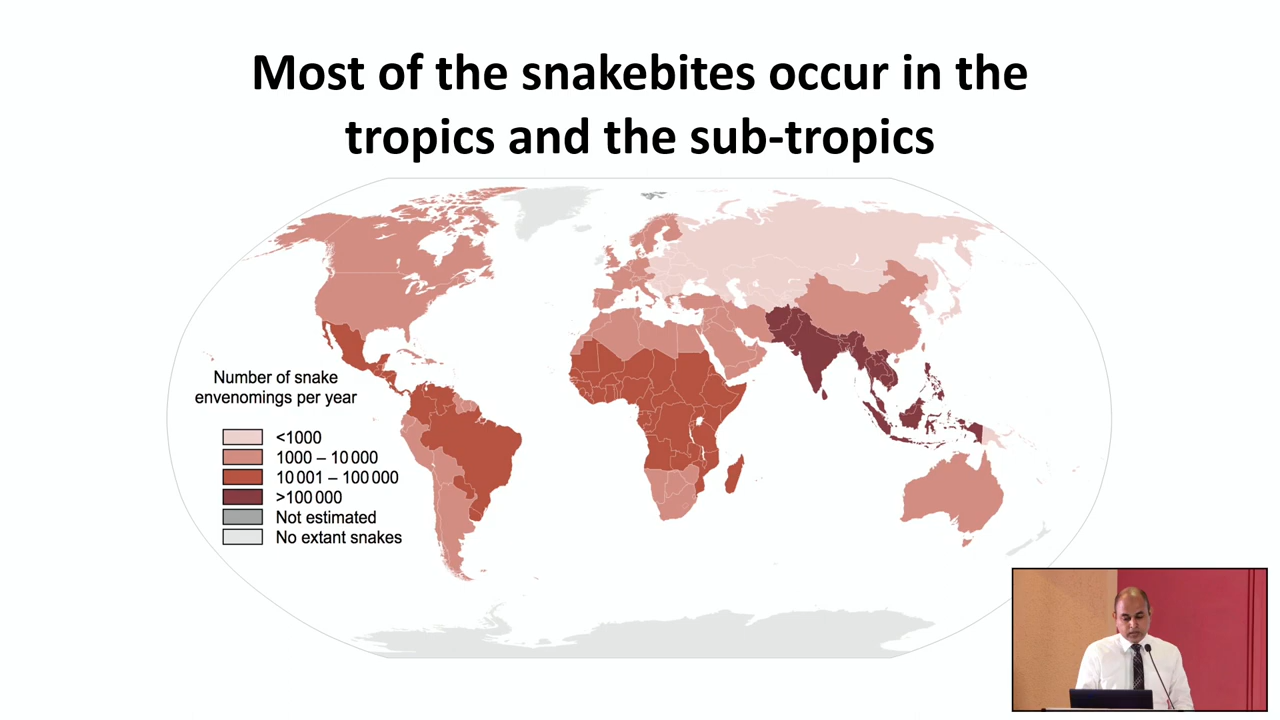 Most of the snakebites occur in the
tropics and the sub-tropics
Number of snake
envenomings per year
<1000
1000 – 10 000
10 001 – 100 000
>100 000
Not estimated
No extant snakes